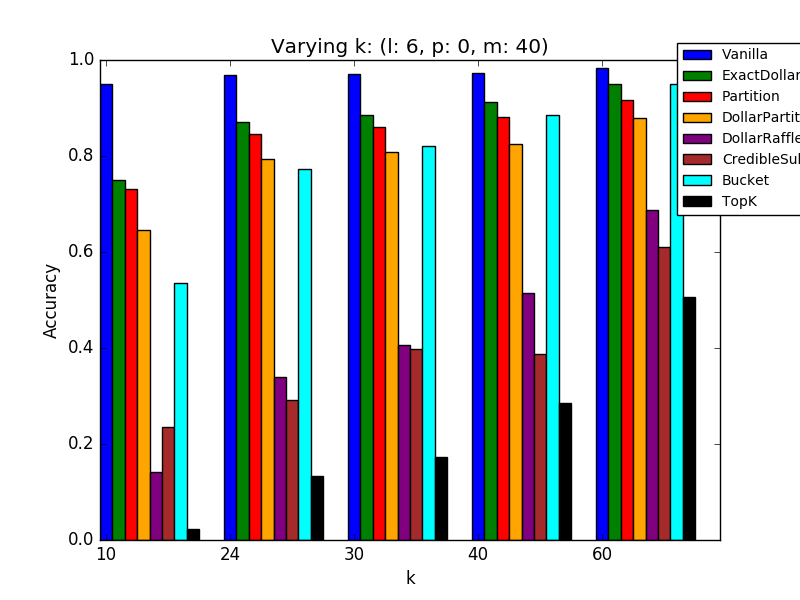 Varying k: (l: 6, p: 0, m: 40)
Vanilla
ExactDollar
Partition
DollarPartit
DollarRaffle
CredibleSu
Bucket
TopK
Accuracy
1.0
0.8
0.6
0.4
0.2
0.0
10 24 30 40 60
k